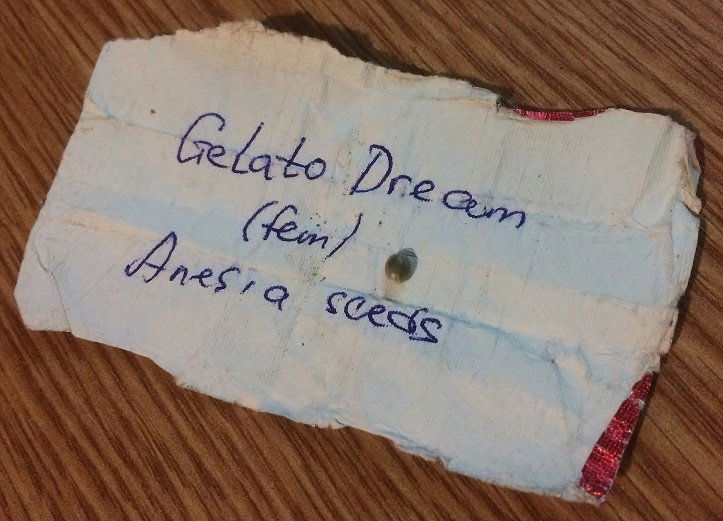 Gelato Dream
(fem)
Anesia seeds